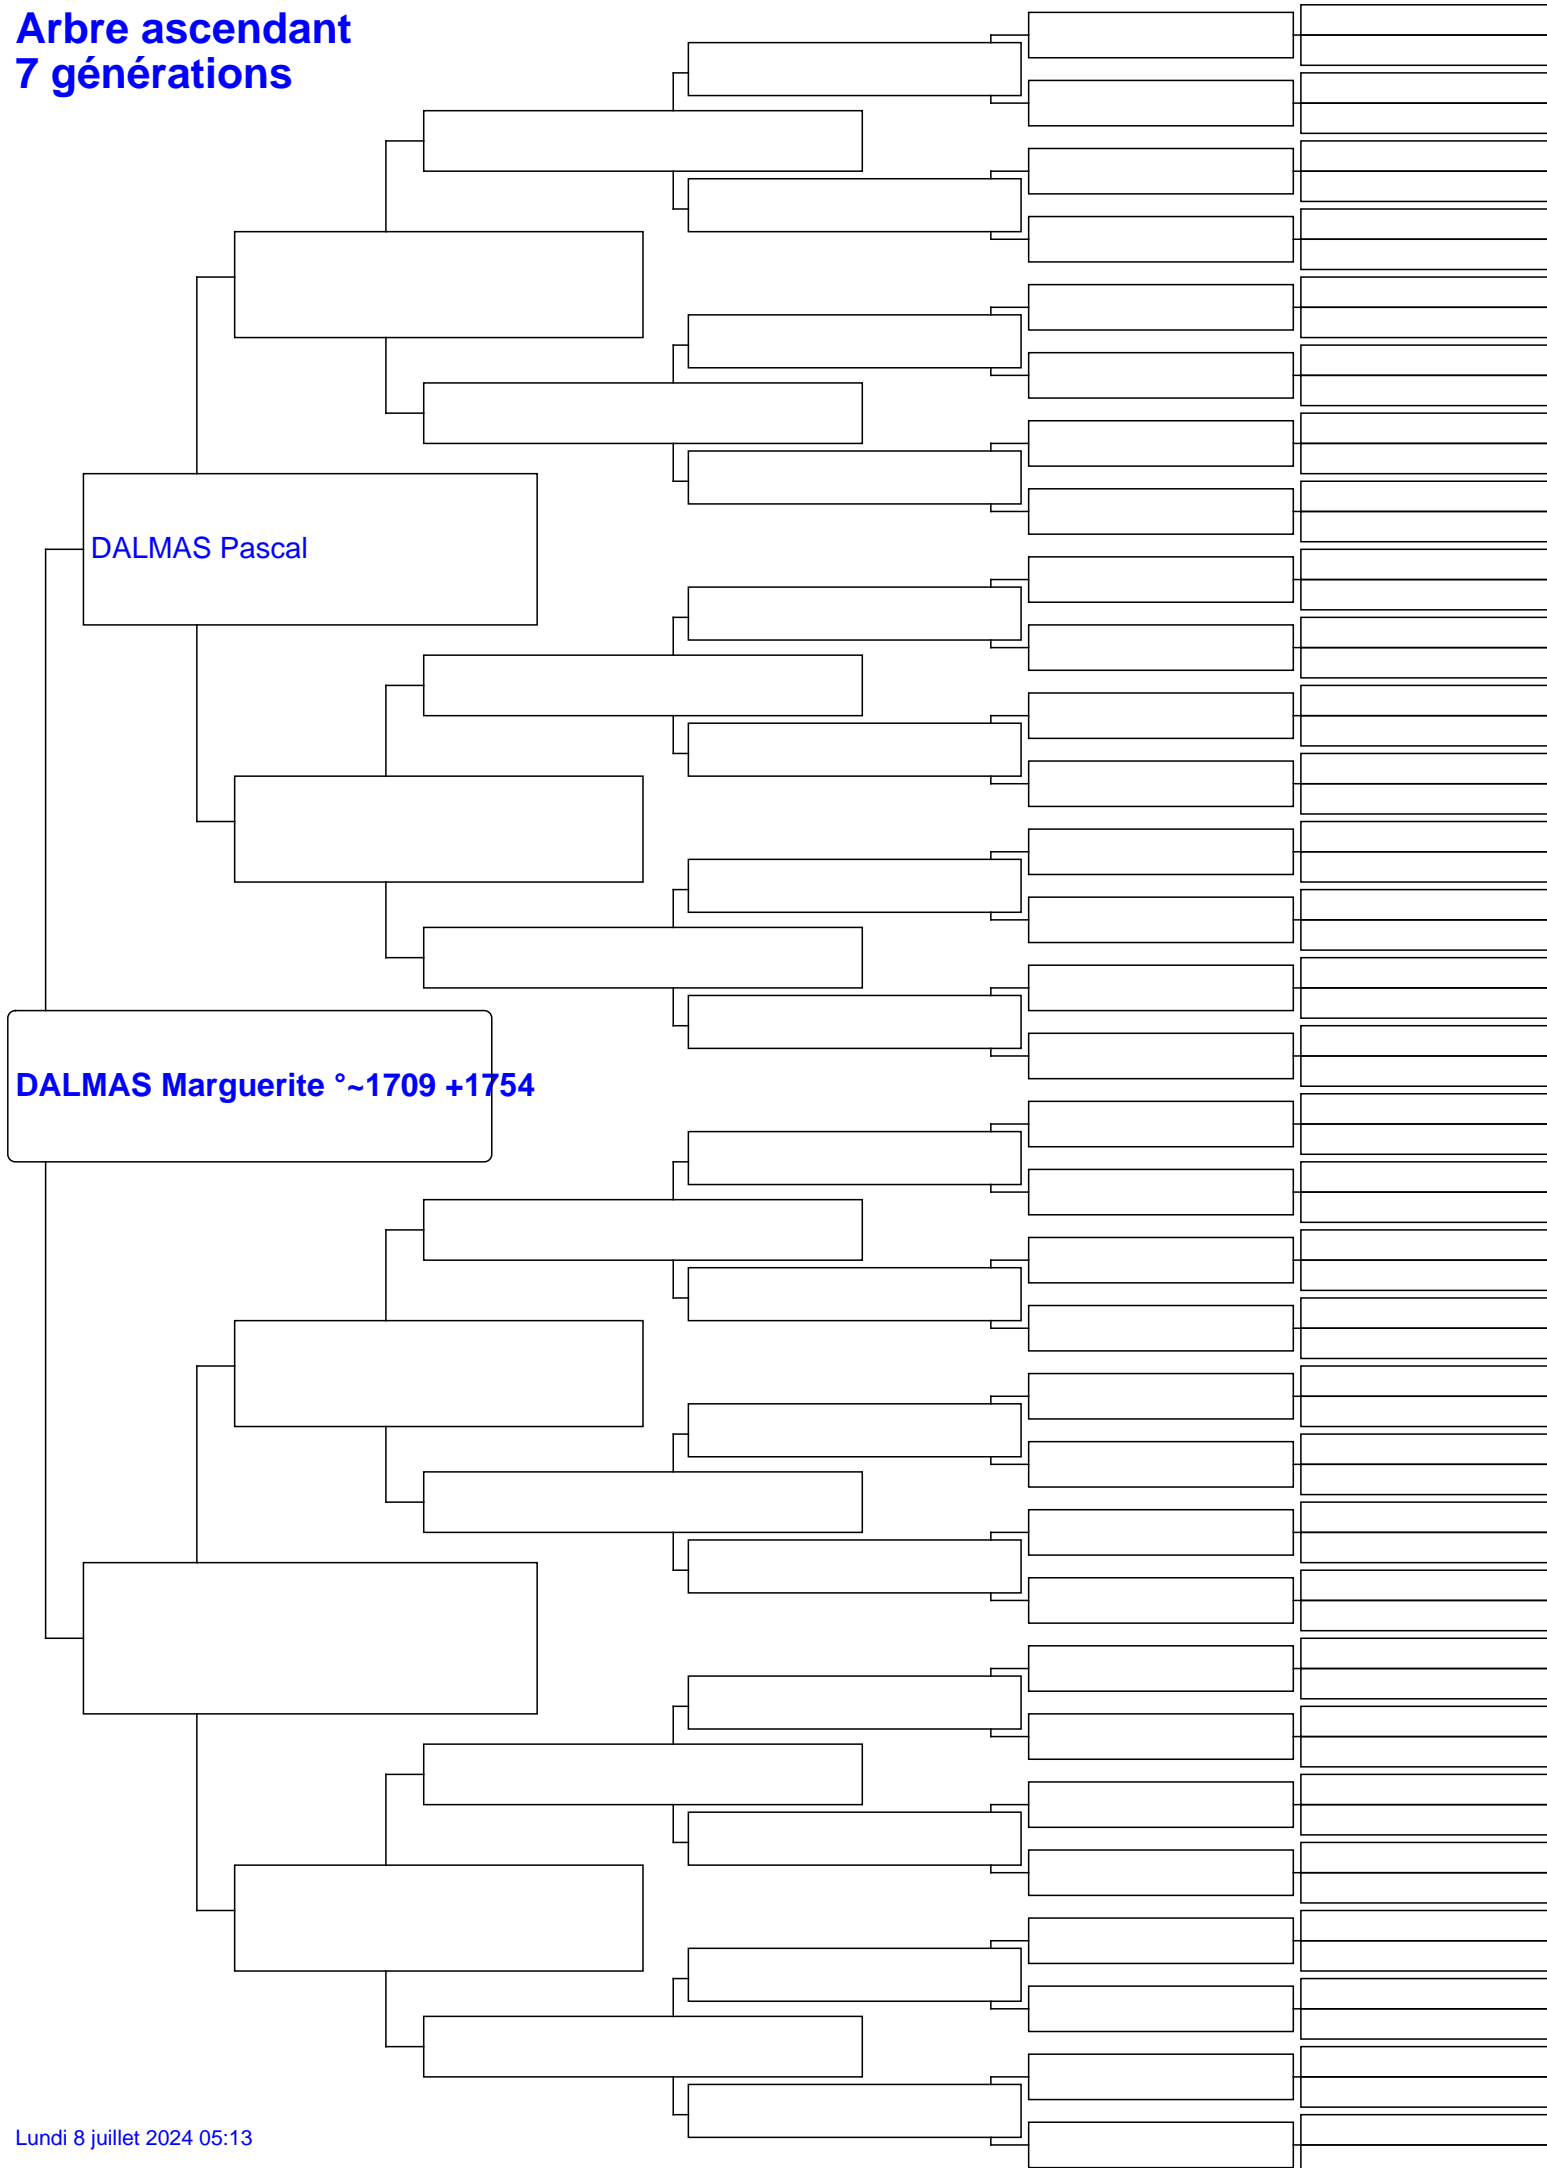 Arbre ascendant
7 générations
DALMAS Pascal
DALMAS Marguerite °~1709 +1754
Lundi 8 juillet 2024 05:13